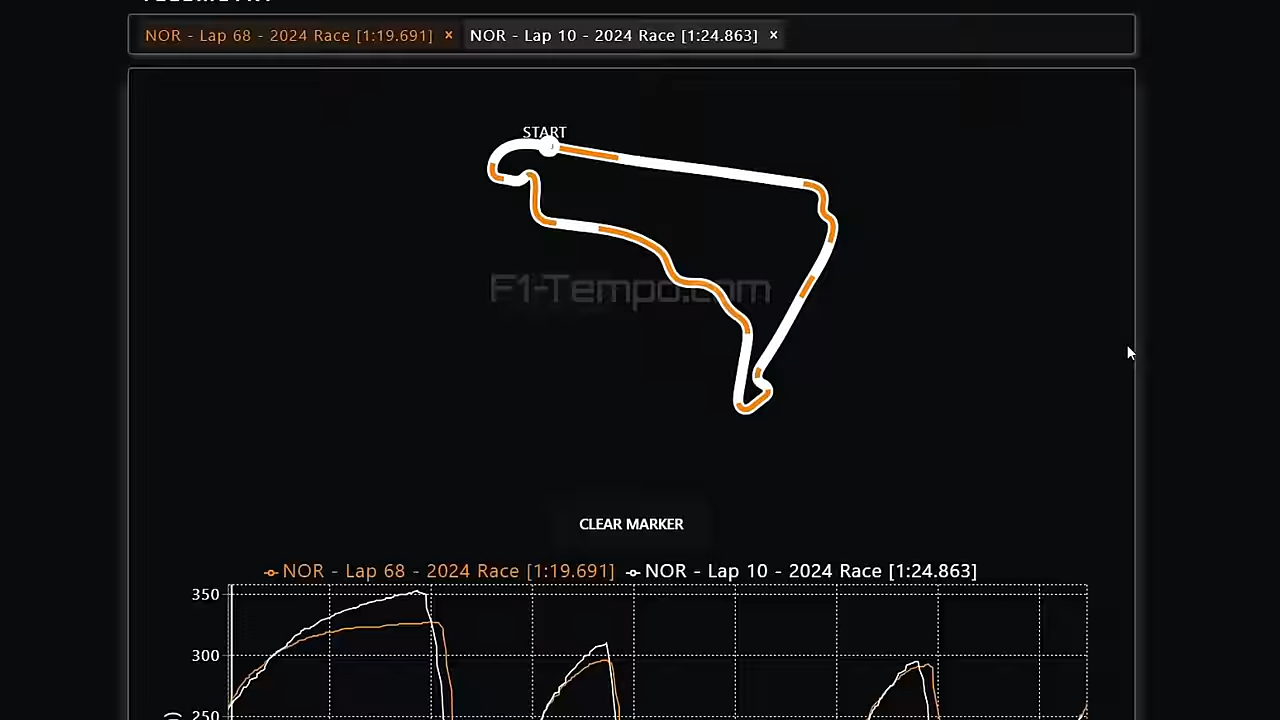 TELEMETRY
NOR - Lap 68 - 2024 Race [1:19.691] × NOR - Lap 10 - 2024 Race [1:24.863] ×
START
F1-Tempo.com
CLEAR MARKER
NOR - Lap 68 - 2024 Race [1:19.691] NOR - Lap 10 - 2024 Race [1:24.863]
350
300
250